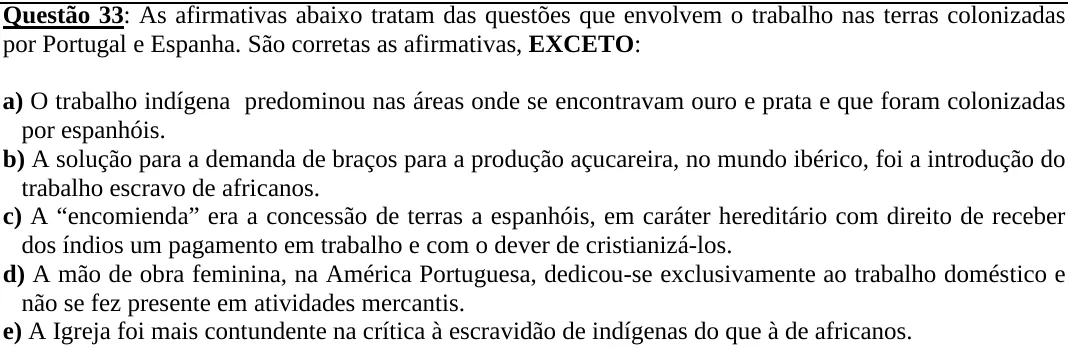 Questão 33: As afirmativas abaixo tratam das questões que envolvem o trabalho nas terras colonizadas
por Portugal e Espanha. São corretas as afirmativas, EXCETO:
a) O trabalho indígena predominou nas áreas onde se encontravam ouro e prata e que foram colonizadas
por espanhóis.
b) A solução para a demanda de braços para a produção açucareira, no mundo ibérico, foi a introdução do
trabalho escravo de africanos.
c) A “encomienda” era a concessão de terras a espanhóis, em caráter hereditário com direito de receber
dos índios um pagamento em trabalho e com o dever de cristianizá-los.
d) A mão de obra feminina, na América Portuguesa, dedicou-se exclusivamente ao trabalho doméstico e
não se fez presente em atividades mercantis.
e) A Igreja foi mais contundente na crítica à escravidão de indígenas do que à de africanos.